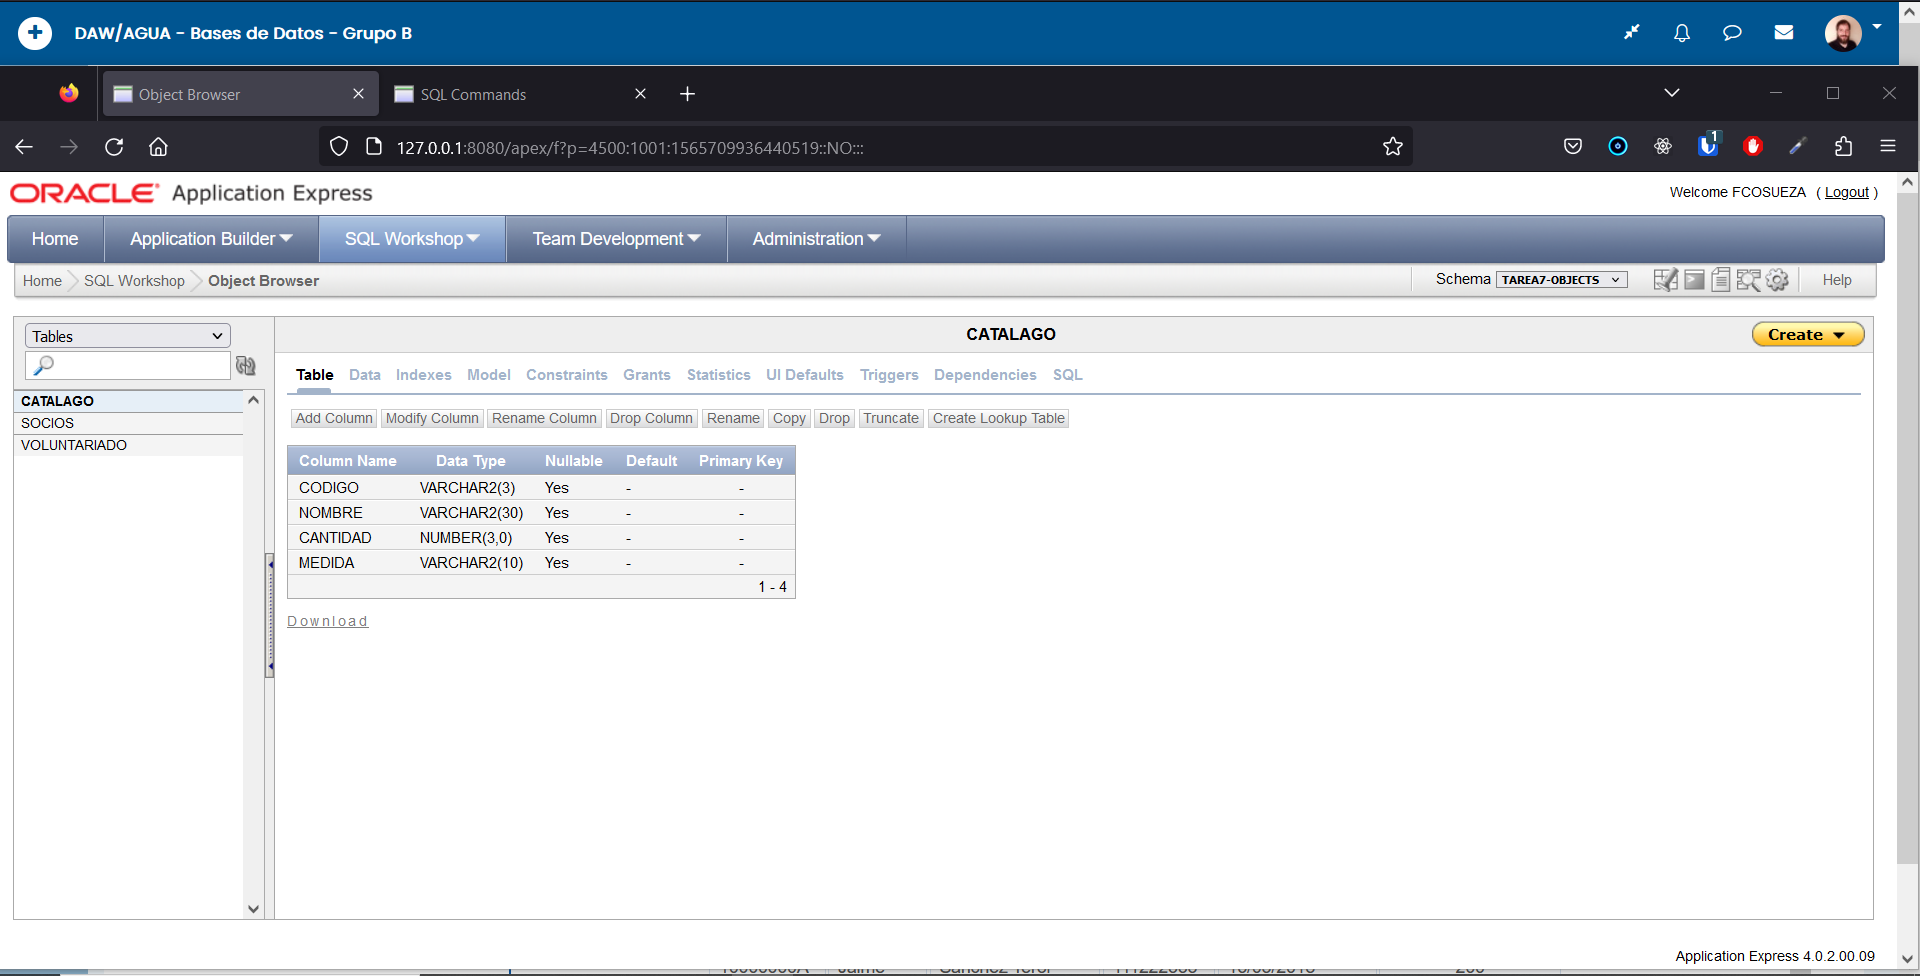 DAW/AGUA - Bases de Datos - Grupo B
Object Browser
SQL Commands
127.0.0.1:8080/apex/f?p=4500:1001:1565709936440519::NO:::
1
ORACLE Application Express
Welcome FCOSUEZA ( Logout )
Home Application Builder SQL Workshop Team Development Administration
Home SQL Workshop Object Browser
Schema TAREA7-OBJECTS Help
Tables
CATALAGO
SOCIOS
VOLUNTARIADO
CATALAGO
Create
Table Data Indexes Model Constraints Grants Statistics UI Defaults Triggers Dependencies SQL
Add Column Modify Column Rename Column Drop Column Rename Copy Drop Truncate Create Lookup Table
Column Name Data Type Nullable Default Primary Key
CODIGO VARCHAR2(3) Yes - -
NOMBRE VARCHAR2(30) Yes - -
CANTIDAD NUMBER(3,0) Yes - -
MEDIDA VARCHAR2(10) Yes - -
1 - 4
Download
Application Express 4.0.2.00.09